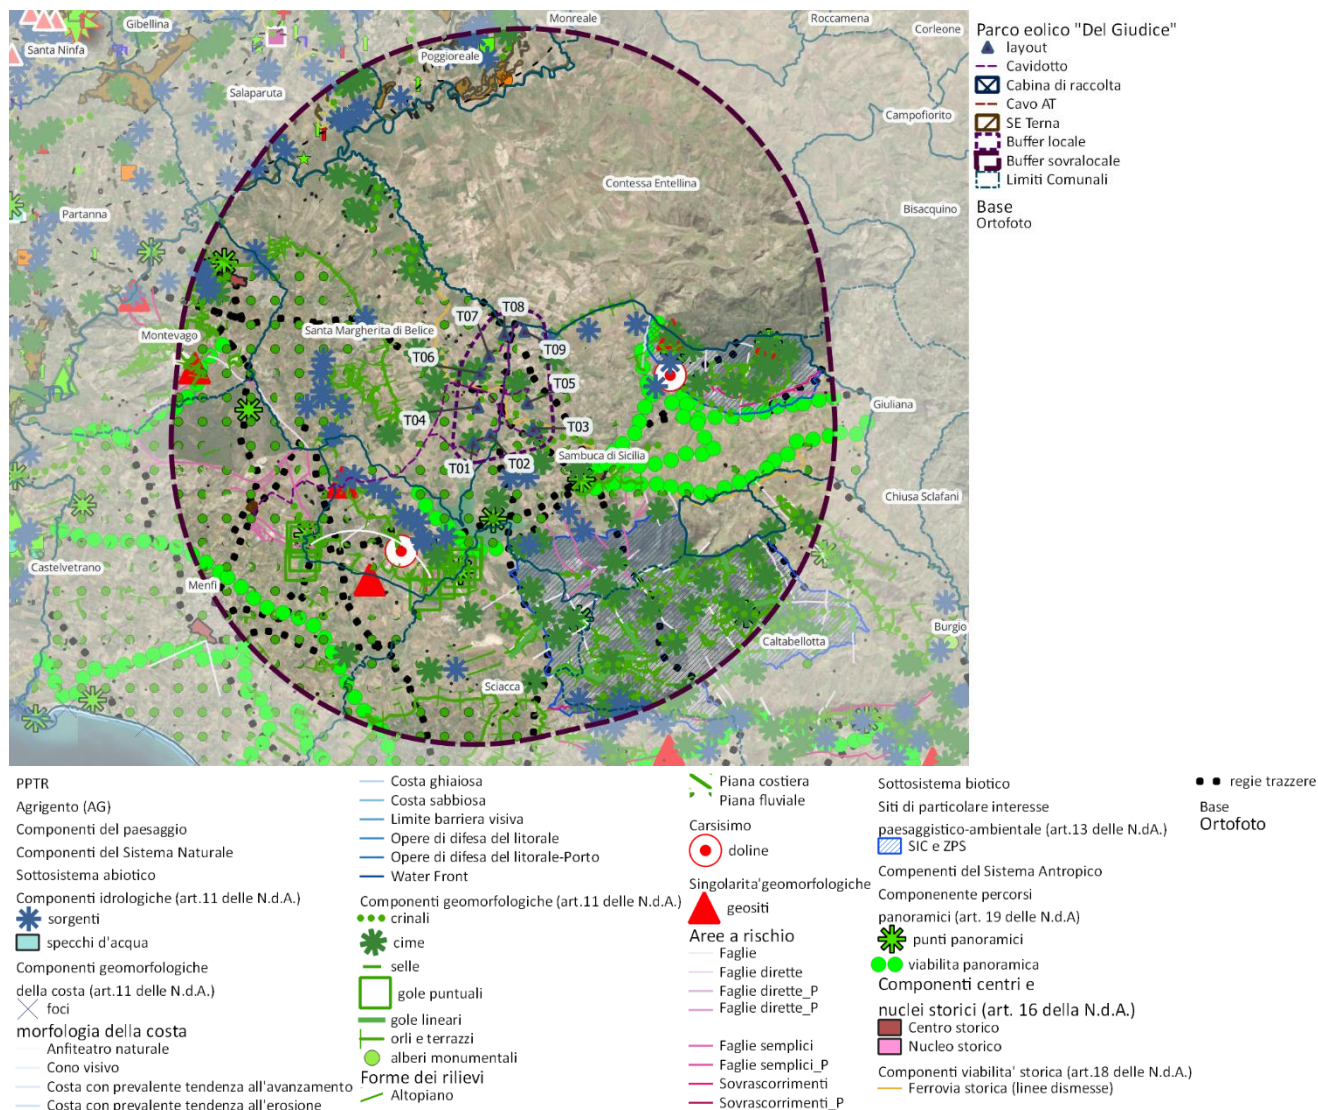 Gibellina
Monreale
Roccamena
Corleone
Santa Ninfa
Poggioreale
Salaparuta
Campofiorito
Contessa Entellina
Bisacquino
Partanna
T08
T07
Montevago
Santa Margherita di Belice
T09
T06
T05
Giuliana
T04
T03
Sambuca di Sicilia
T01
T02
Chiusa Sclafani
Castelvetrano
Menfi
Burgio
Caltabellotta
Sciacca
Parco eolico "Del Giudice"
layout
Cavidotto
Cabina di raccolta
Cavo AT
SE Terna
Buffer locale
Buffer sovralocale
Limiti Comunali
Base
Ortofoto
PPTR
Agrigento (AG)
Componenti del paesaggio
Componenti del Sistema Naturale
Sottosistema abiotico
Componenti idrologiche (art.11 delle N.d.A.)
sorgenti
specchi d'acqua
Componenti geomorfologiche
della costa (art.11 delle N.d.A.)
foci
morfologia della costa
Anfiteatro naturale
Cono visivo
Costa con prevalente tendenza all'avanzamento
Costa con prevalente tendenza all'erosione
Costa ghiaiosa
Costa sabbiosa
Limite barriera visiva
Opere di difesa del litorale
Opere di difesa del litorale-Porto
Water Front
Componenti geomorfologiche (art.11 delle N.d.A.)
crinali
cime
selle
gole puntuali
gole lineari
orli e terrazzi
alberi monumentali
Forme dei rilievi
Altopiano
Piana costiera
Piana fluviale
Carsisimo
doline
Singolarita'geomorfologiche
geositi
Aree a rischio
Faglie
Faglie dirette
Faglie dirette_P
Faglie dirette_P
Faglie semplici
Faglie semplici_P
Sovrascorrimenti
Sovrascorrimenti_P
Sottosistema biotico
Siti di particolare interesse
paesaggistico-ambientale (art.13 delle N.d.A.)
SIC e ZPS
Compenenti del Sistema Antropico
Componente percorsi
panoramici (art. 19 delle N.d.A)
punti panoramici
viabilita panoramica
Componenti centri e
nuclei storici (art. 16 della N.d.A.)
Centro storico
Nucleo storico
Componenti viabilita' storica (art.18 delle N.d.A.)
Ferrovia storica (linee dismesse)
regie trazzere
Base
Ortofoto